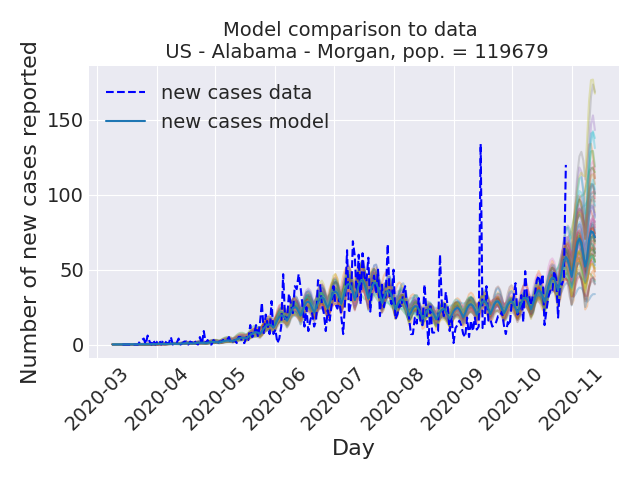 Model comparison to data
US - Alabama - Morgan, pop. = 119679
Number of new cases reported
new cases data
new cases model
150
100
50
0
2020-03
2020-04
2020-05
2020-06
2020-07
2020-08
2020-09
2020-10
2020-11
Day